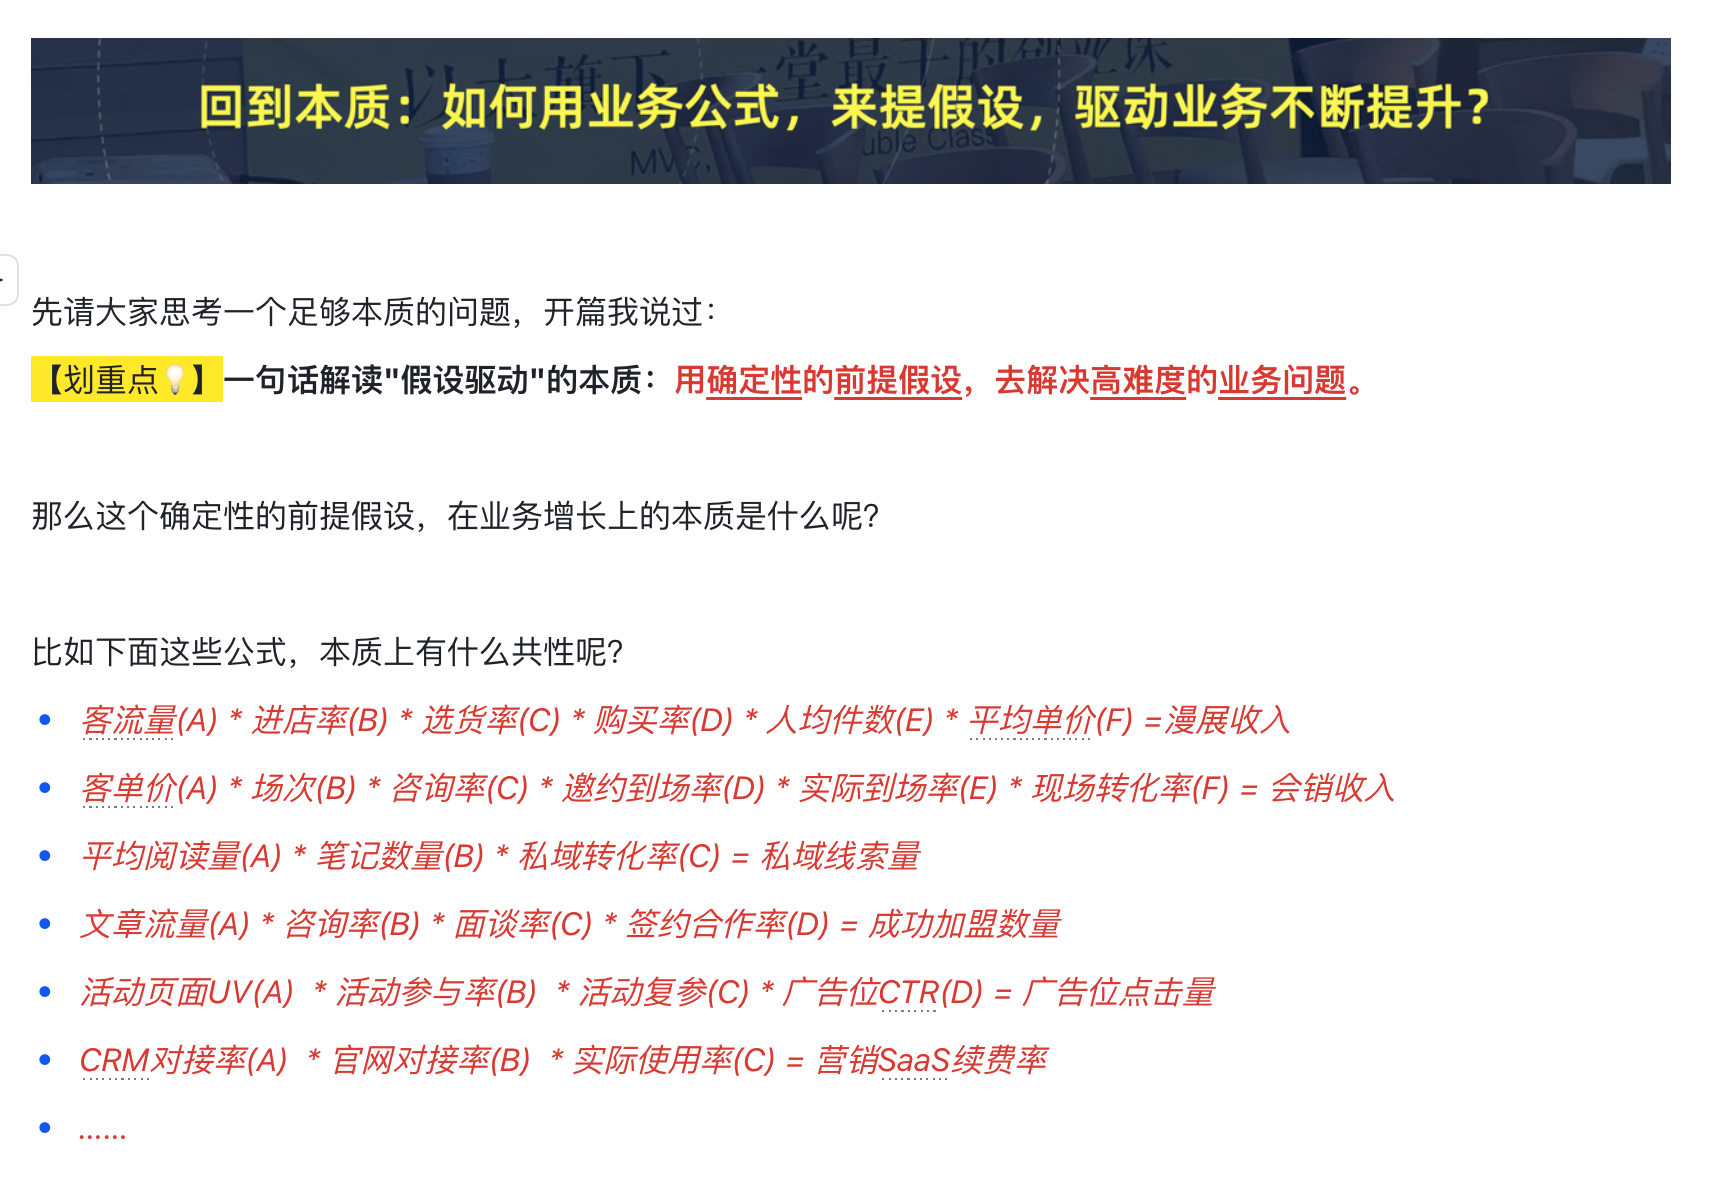 回到本质：如何用业务公式，来提假设，驱动业务不断提升？
MVC,
uble Class
先请大家思考一个足够本质的问题，开篇我说过：
【划重点💡】一句话解读"假设驱动"的本质：用确定性的前提假设，去解决高难度的业务问题。
那么这个确定性的前提假设，在业务增长上的本质是什么呢？
比如下面这些公式，本质上有什么共性呢？
• 客流量(A) * 进店率(B) * 选货率(C) * 购买率(D) * 人均件数(E) * 平均单价(F) =漫展收入
• 客单价(A) * 场次(B) * 咨询率(C) * 邀约到场率(D) * 实际到场率(E) * 现场转化率(F) = 会销收入
• 平均阅读量(A) * 笔记数量(B) * 私域转化率(C) = 私域线索量
• 文章流量(A) * 咨询率(B) * 面谈率(C) * 签约合作率(D) = 成功加盟数量
• 活动页面UV(A) * 活动参与率(B) * 活动复参(C) * 广告位CTR(D) = 广告位点击量
• CRM对接率(A) * 官网对接率(B) * 实际使用率(C) = 营销SaaS续费率
• ......